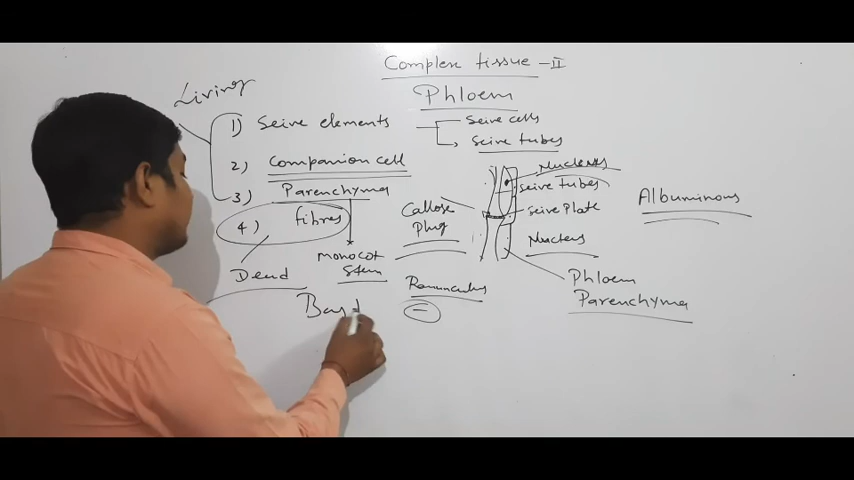 Complex tissue - II
Phloem
Living
1) Seive elements
Seive cells
Seive tubes
2) Companion cell
3) Parenchyma
4) fibres
Dead
monocot
Stem
Callose
Plug
Ranunculus
Bast
Nucleus
Seive tubes
Seive Plate
Nucleus
Albuminous
Phloem
Parenchyma